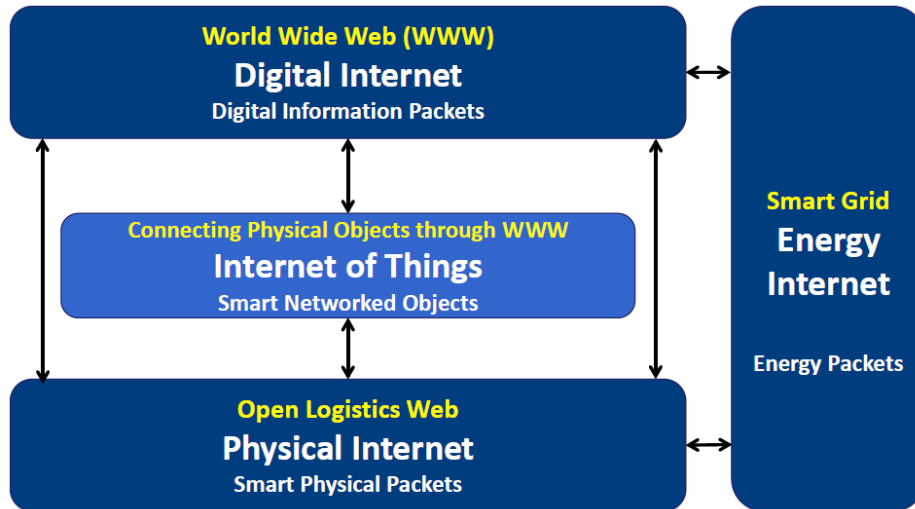 World Wide Web (WWW)
Digital Internet
Digital Information Packets
Connecting Physical Objects through WWW
Internet of Things
Smart Networked Objects
Open Logistics Web
Physical Internet
Smart Physical Packets
Smart Grid
Energy
Internet
Energy Packets